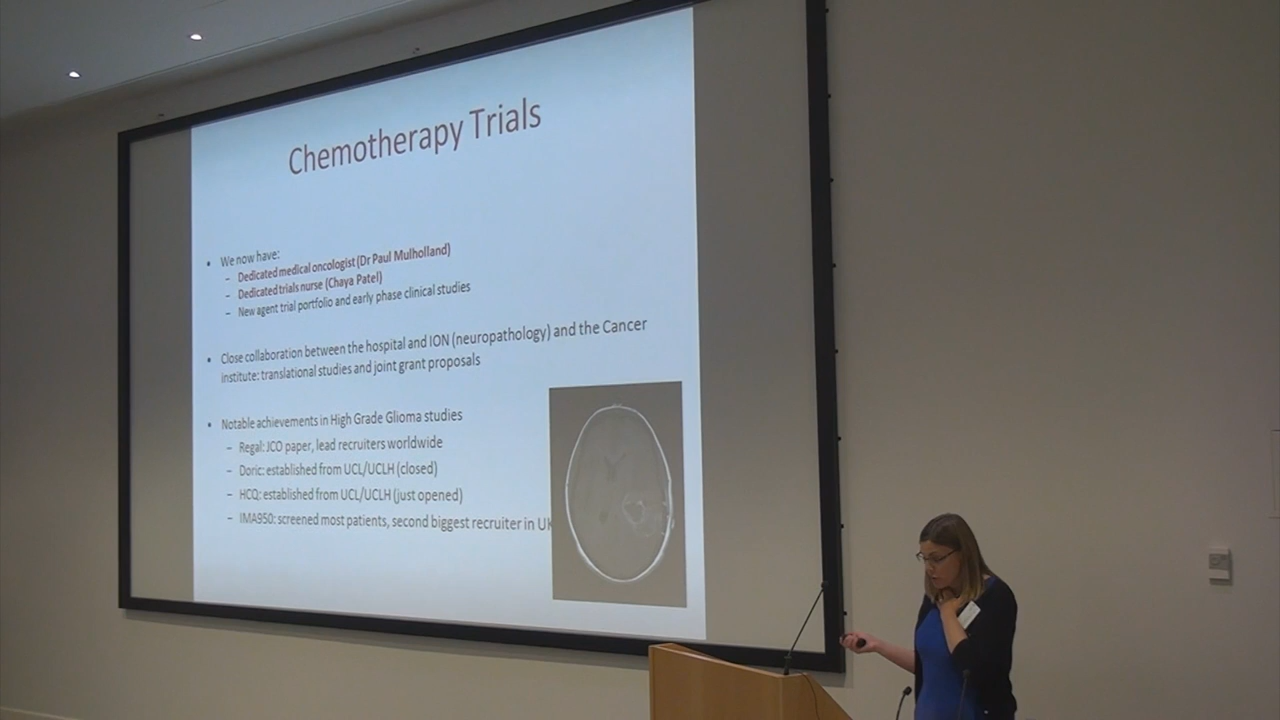 Chemotherapy Trials
• We now have:
– Dedicated medical oncologist (Dr Paul Mulholland)
– Dedicated trials nurse (Chaya Patel)
– New agent trial portfolio and early phase clinical studies
• Close collaboration between the hospital and ION (neuropathology) and the Cancer
institute: translational studies and joint grant proposals
• Notable achievements in High Grade Glioma studies
– Regal: JCO paper, lead recruiters worldwide
– Doric: established from UCL/UCLH (closed)
– HCQ: established from UCL/UCLH (just opened)
– IMA950: screened most patients, second biggest recruiter in UK